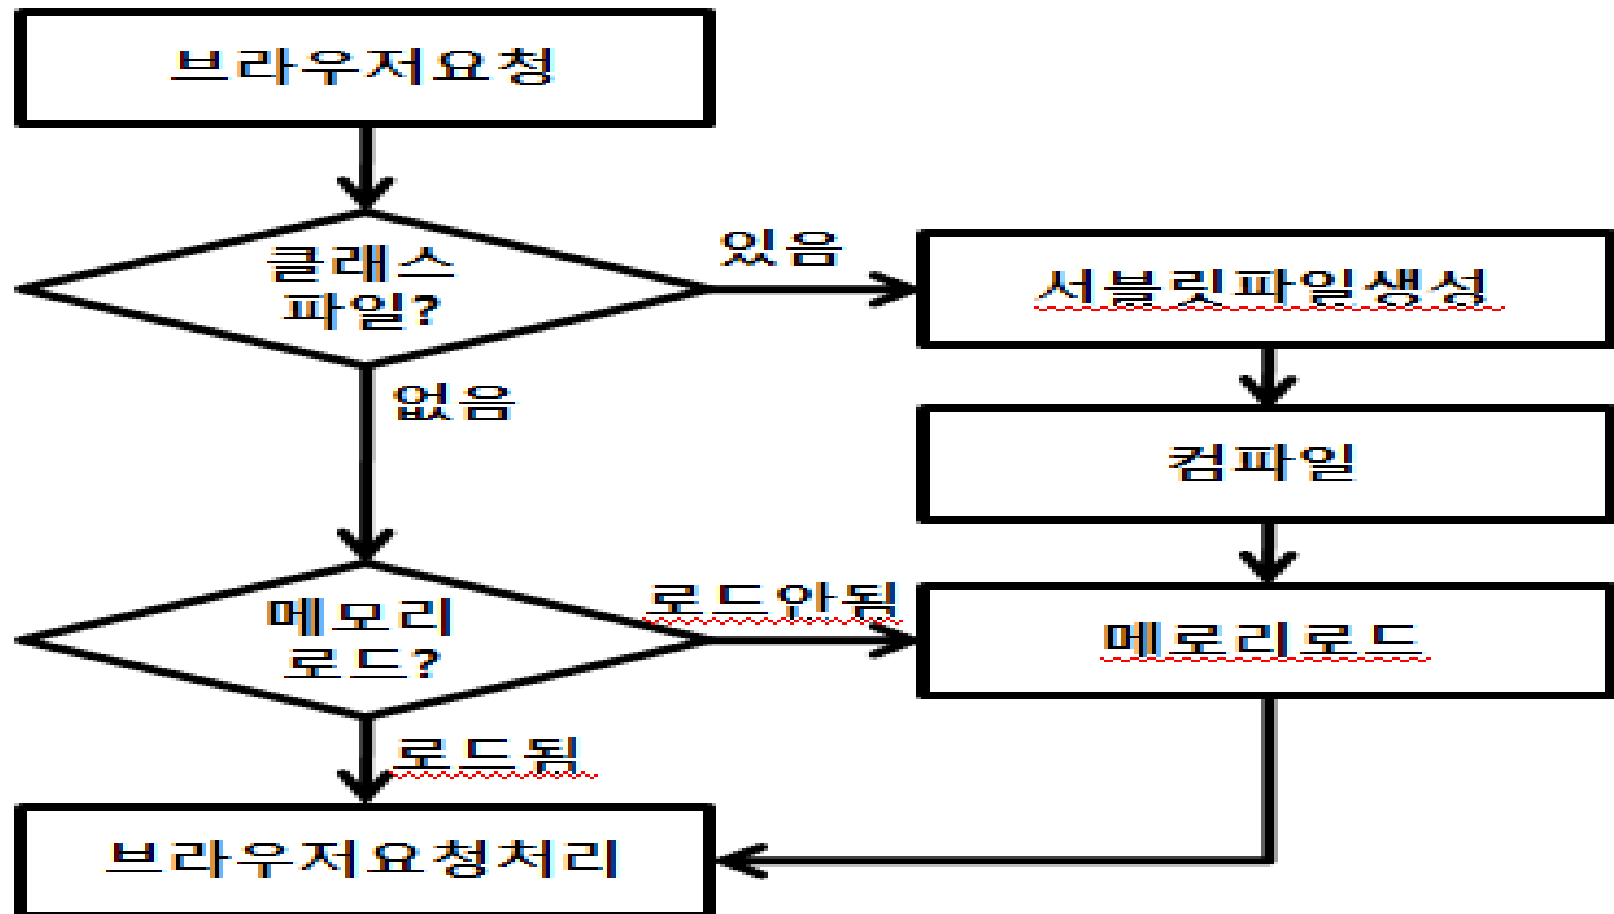 브라우저요청
클래스
파일?
있음
서블릿파일생성
없음
컴파일
메모리
로드?
로드안됨
메로리로드
로드됨
브라우저요청처리